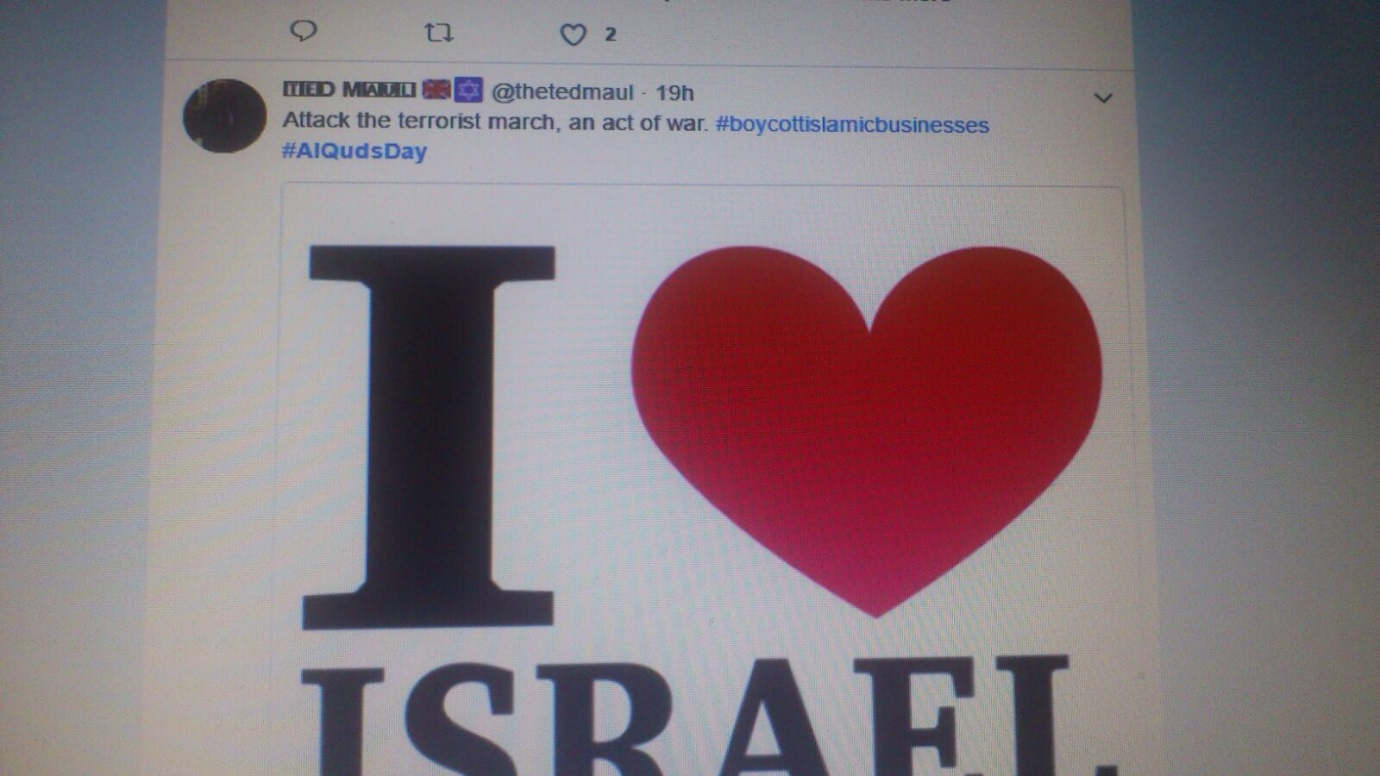 2
TED MAUL 🇬🇧✡️ @thetedmaul · 19h
Attack the terrorist march, an act of war. #boycottislamicbusinesses
#AlQudsDay
I ❤
ISRAEL